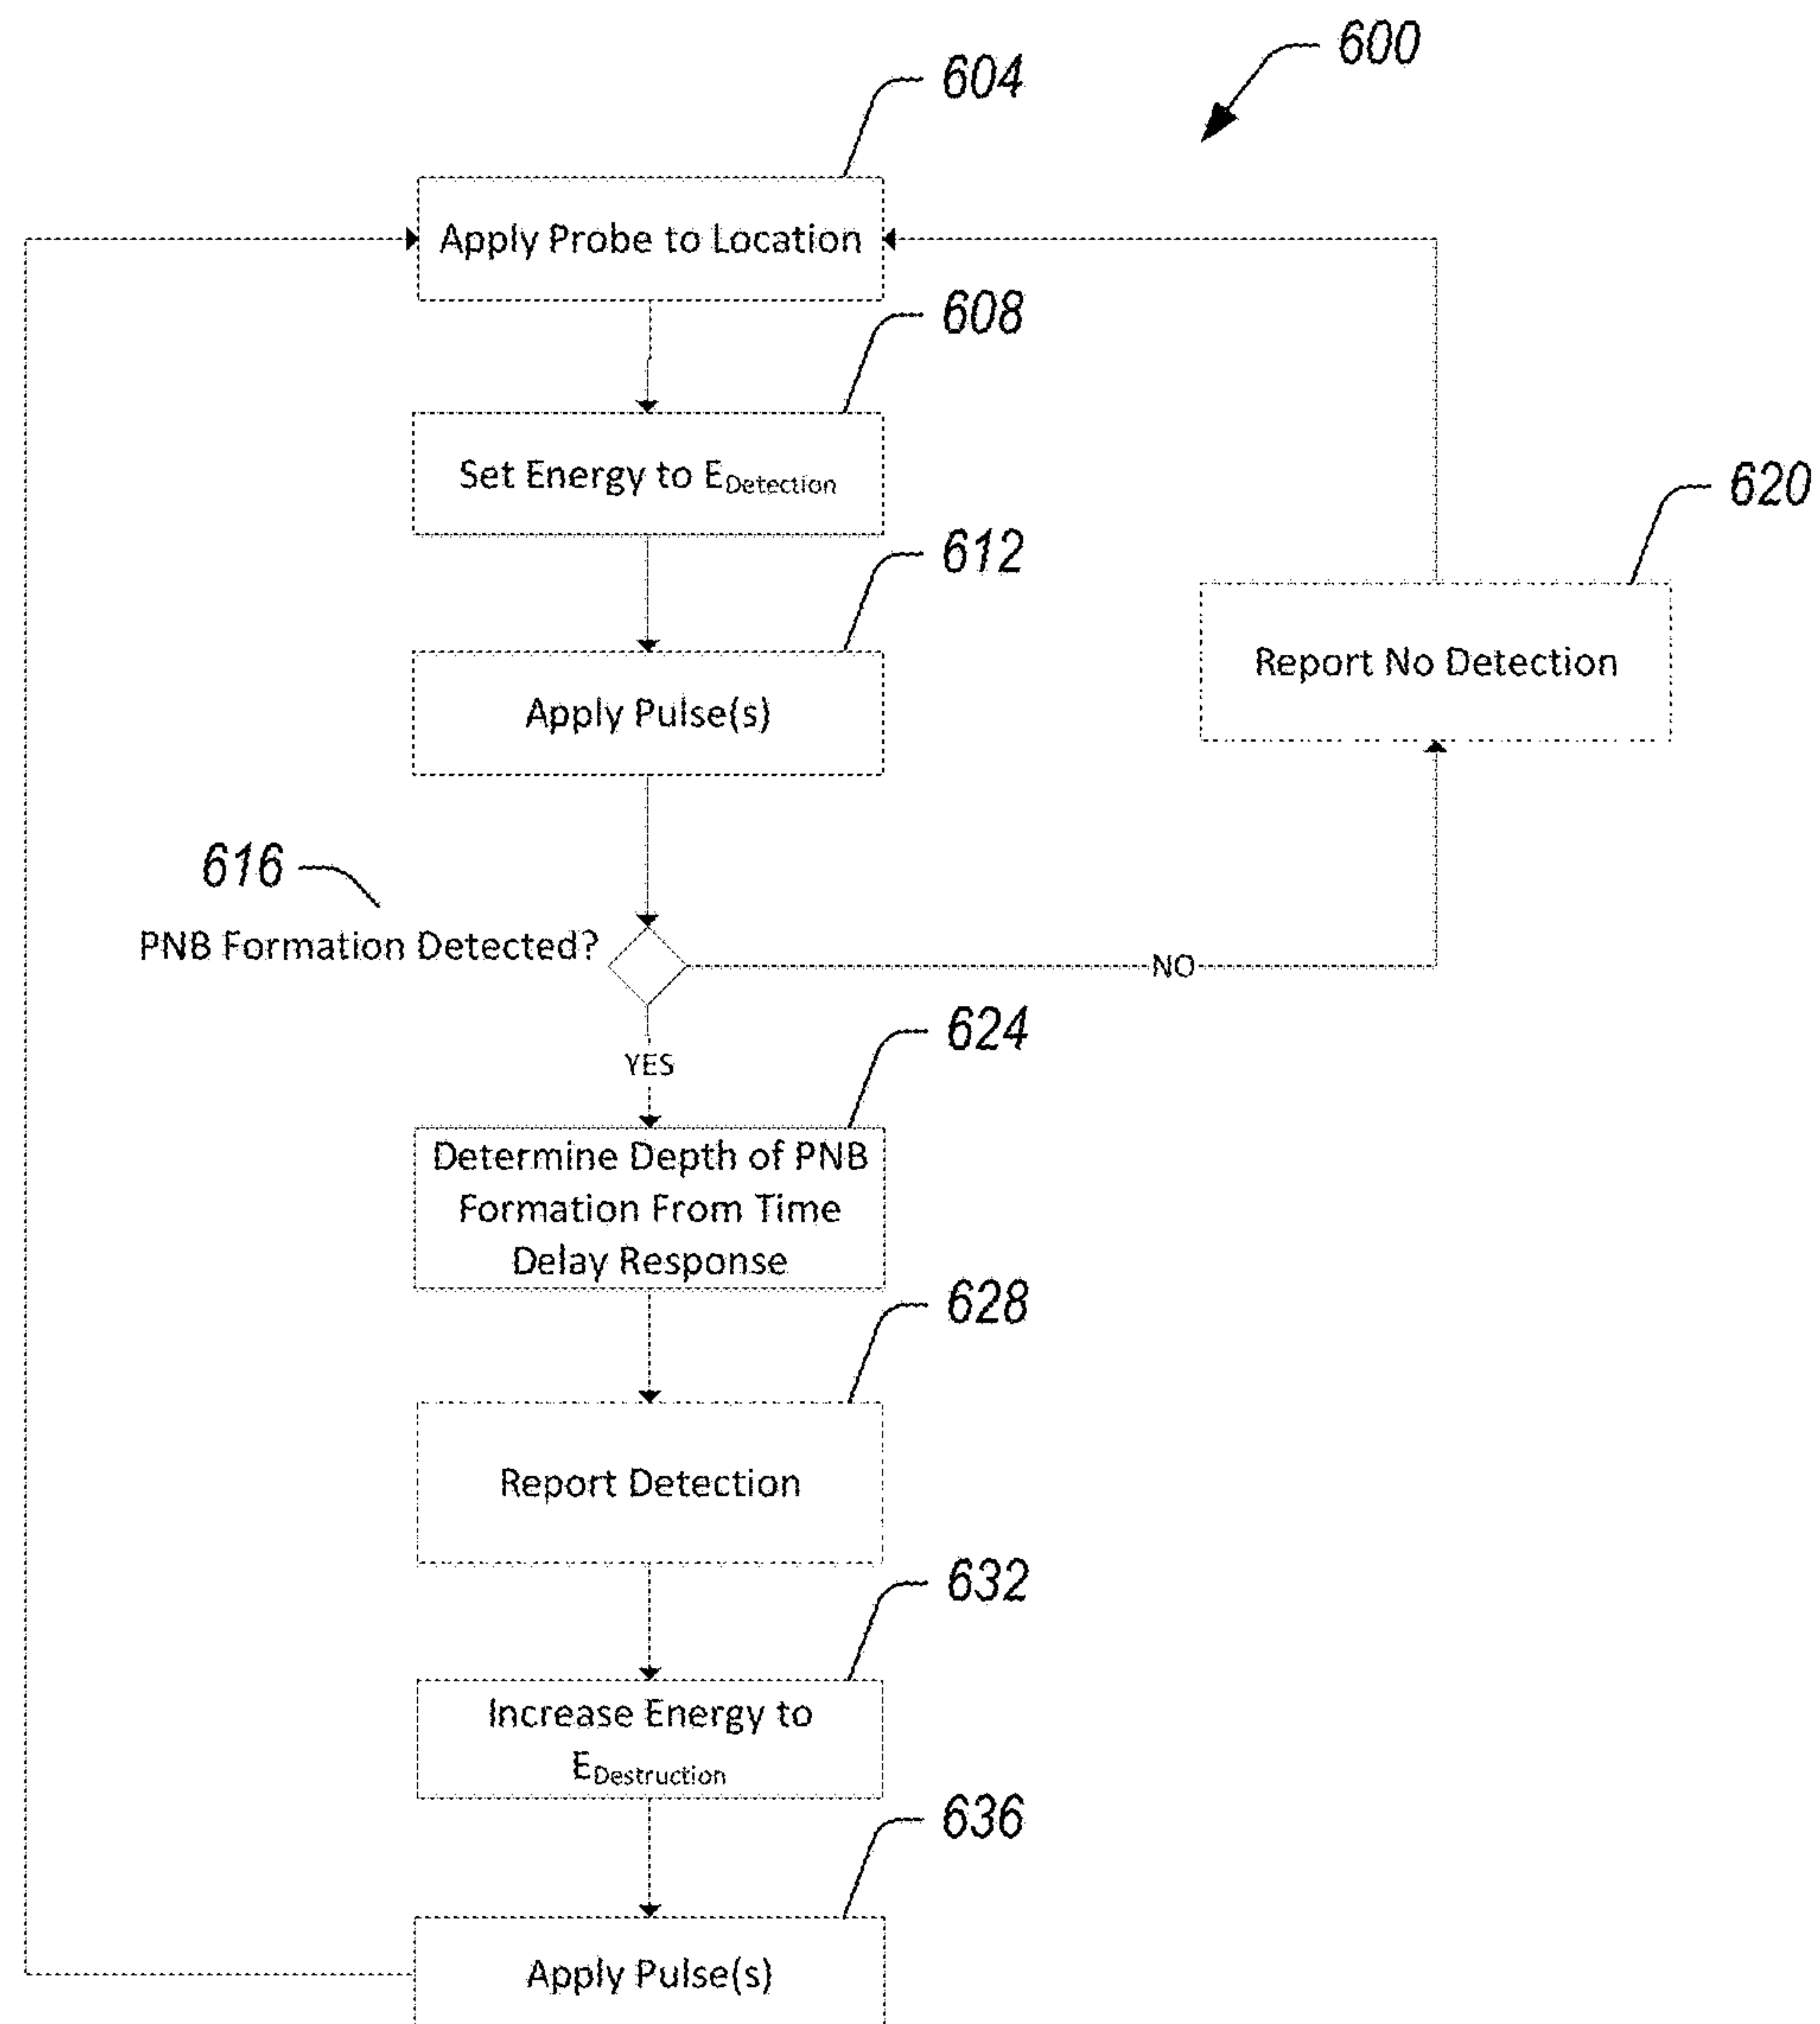 600
604
Apply Probe to Location
608
Set Energy to EDetection
612
Apply Pulse(s)
620
Report No Detection
616
PNB Formation Detected?
NO
YES
624
Determine Depth of PNB
Formation From Time
Delay Response
628
Report Detection
632
Increase Energy to
EDestruction
636
Apply Pulse(s)